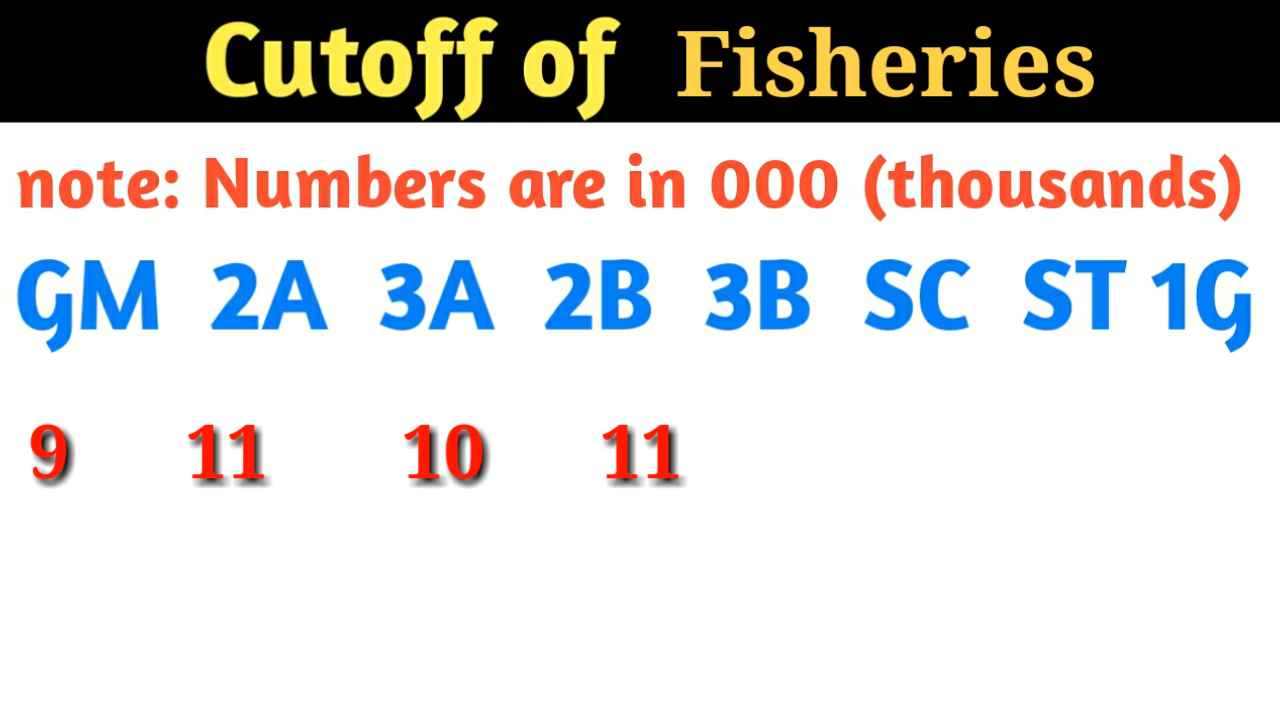 Cutoff of Fisheries
note: Numbers are in 000 (thousands)
GM 2A 3A 2B 3B SC ST 1G
9 11 10 11